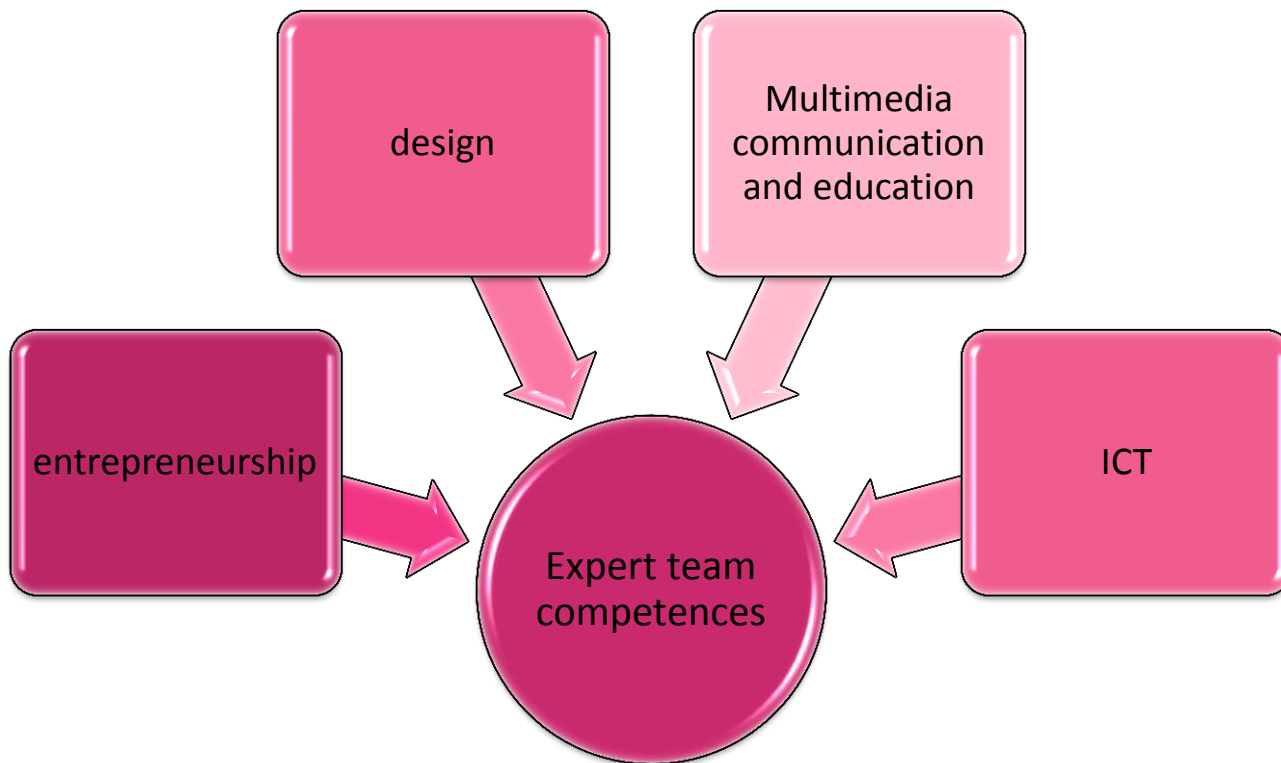 design
Multimedia
communication
and education
entrepreneurship
ICT
Expert team
competences